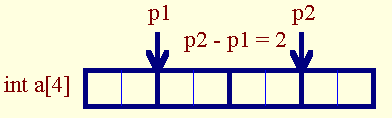 p1 p2
p2 - p1 = 2
int a[4]